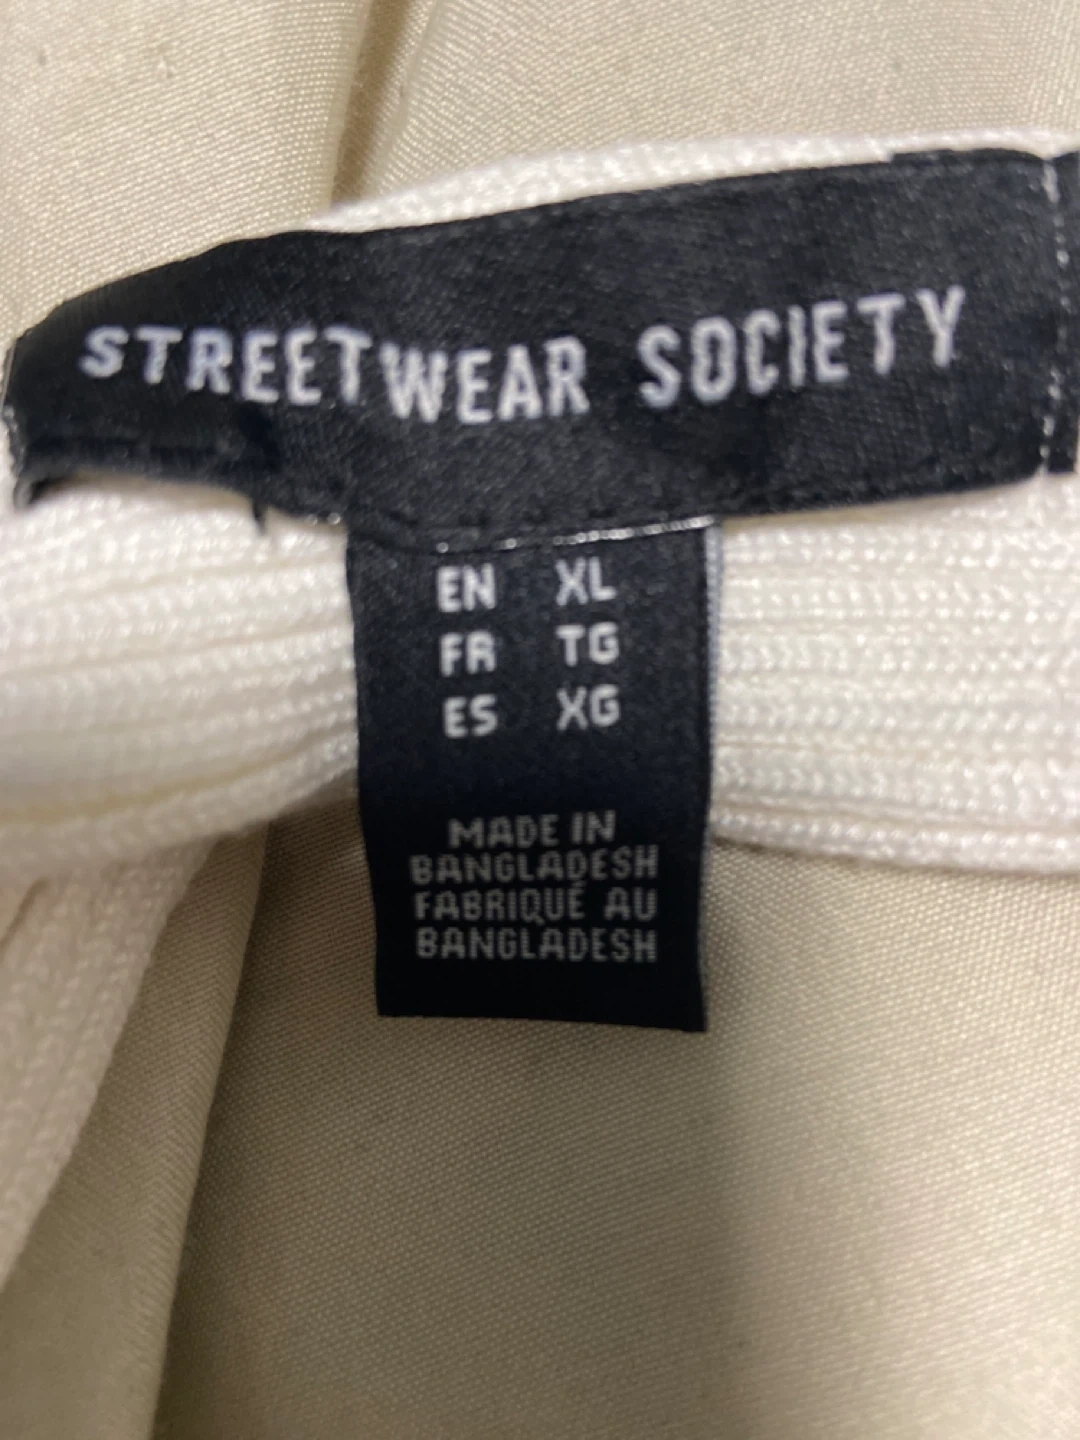 STREETWEAR SOCIETY
EN XL
FR TG
ES XG
MADE IN
BANGLADESH
FABRIQUÉ AU
BANGLADESH